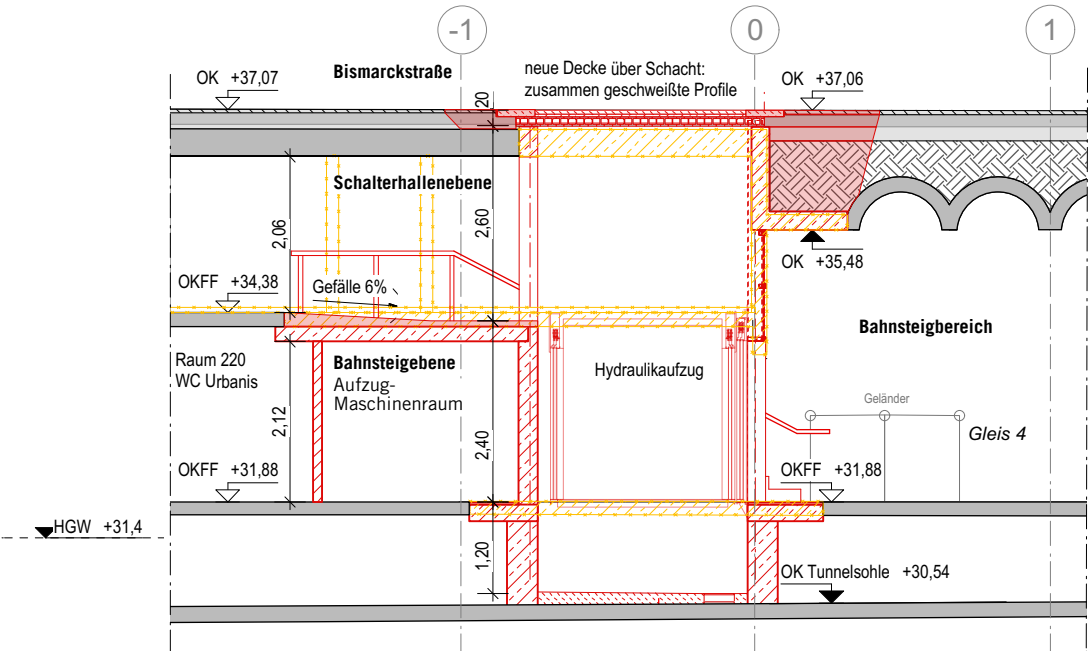 -1
0
1
OK +37,07
Bismarckstraße
neue Decke über Schacht:
zusammen geschweißte Profile
OK +37,06
20
Schalterhallenebene
2,06
2,60
OK +35,48
OKFF +34,38
Gefälle 6%
Bahnsteigbereich
Raum 220
WC Urbanis
Bahnsteigebene
Aufzug-
Maschinenraum
Hydraulikaufzug
Geländer
Gleis 4
2,12
2,40
OKFF +31,88
OKFF +31,88
HGW +31,4
1,20
OK Tunnelsohle +30,54